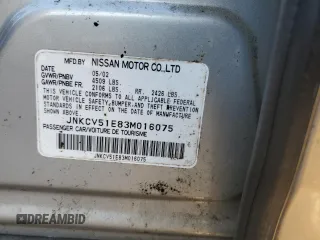 MFD.BY NISSAN MOTOR CO.,LTD
DATE 05/02
GVWR/PNBV 4509 LBS.
GAWR/PNBE FR. 2106 LBS. RR. 2426 LBS.
THIS VEHICLE CONFORMS TO ALL APPLICABLE FEDERAL
MOTOR VEHICLE SAFETY,BUMPER,AND THEFT PREVENTION
STANDARDS IN EFFECT ON THE DATE OF MANUFACTURE
SHOWN ABOVE.
JNKCV51E83M016075
PASSENGER CAR/VOITURE DE TOURISME
JNKCV51E83M016075
DREAMBID